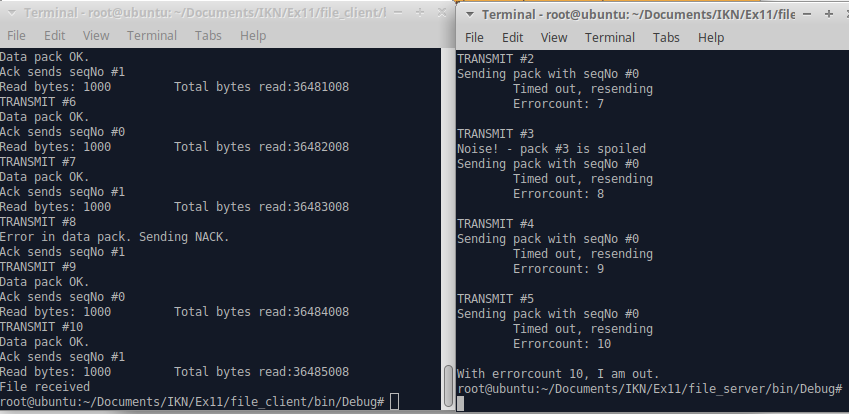 Terminal - root@ubuntu: ~/Documents/IKN/Ex11/file_client/
File Edit View Terminal Tabs Help
Data pack OK.
Ack sends seqNo #1
Read bytes: 1000 Total bytes read:36481008
TRANSMIT #6
Data pack OK.
Ack sends seqNo #0
Read bytes: 1000 Total bytes read:36482008
TRANSMIT #7
Data pack OK.
Ack sends seqNo #1
Read bytes: 1000 Total bytes read:36483008
TRANSMIT #8
Error in data pack. Sending NACK.
Ack sends seqNo #1
TRANSMIT #9
Data pack OK.
Ack sends seqNo #0
Read bytes: 1000 Total bytes read:36484008
TRANSMIT #10
Data pack OK.
Ack sends seqNo #1
Read bytes: 1000 Total bytes read:36485008
File received
root@ubuntu:~/Documents/IKN/Ex11/file_client/bin/Debug#
Terminal - root@ubuntu: ~/Documents/IKN/Ex11/file
File Edit View Terminal Tabs Help
TRANSMIT #2
Sending pack with seqNo #0
Timed out, resending
Errorcount: 7
TRANSMIT #3
Noise! - pack #3 is spoiled
Sending pack with seqNo #0
Timed out, resending
Errorcount: 8
TRANSMIT #4
Sending pack with seqNo #0
Timed out, resending
Errorcount: 9
TRANSMIT #5
Sending pack with seqNo #0
Timed out, resending
Errorcount: 10
With errorcount 10, I am out.
root@ubuntu:~/Documents/IKN/Ex11/file_server/bin/Debug#